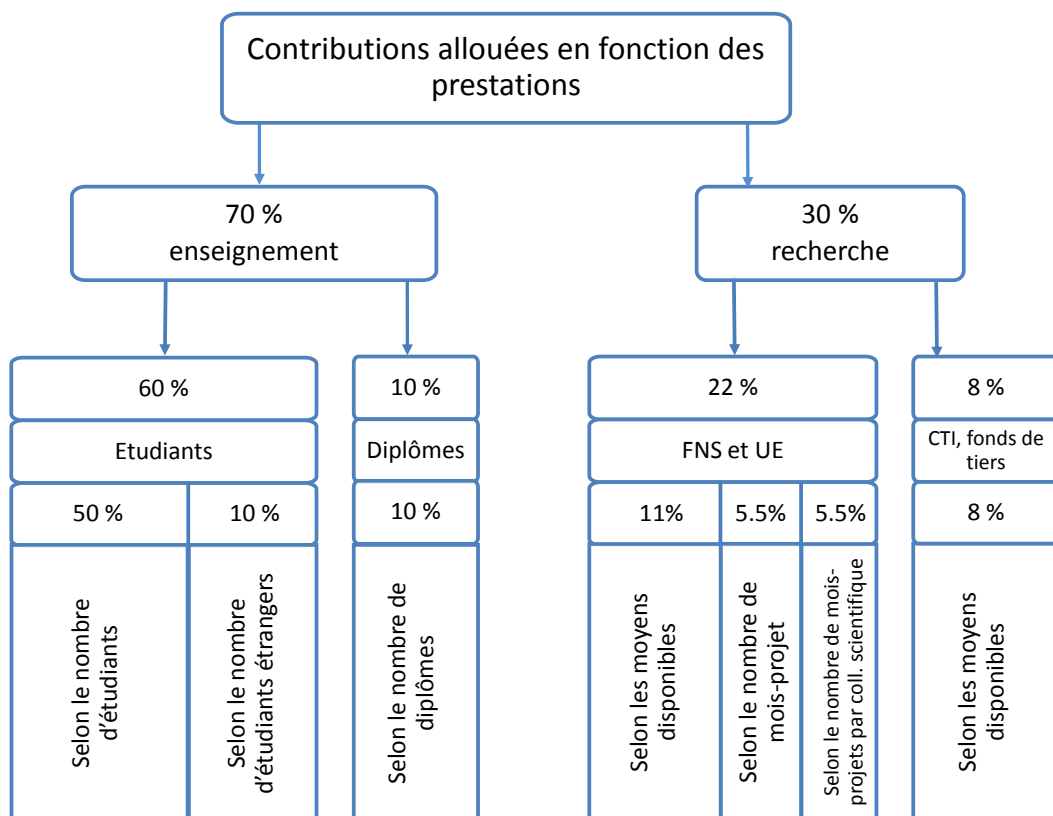 Contributions allouées en fonction des
prestations
70 %
enseignement
30 %
recherche
60 %
10 %
22 %
8 %
Etudiants
Diplômes
FNS et UE
CTI, fonds de
tiers
50 %
10 %
10 %
11%
5.5%
5.5%
8 %
Selon le nombre
d’étudiants
Selon le nombre
d’étudiants étrangers
Selon le nombre de
diplômes
Selon les moyens
disponibles
Selon le nombre de
mois-projet
Selon le nombre de mois-
projets par coll. scientifique
Selon les moyens
disponibles